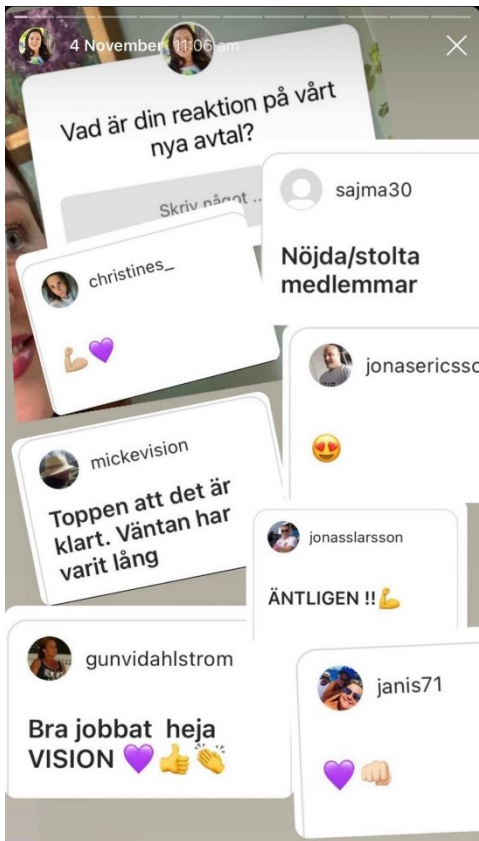 4 November 11:06 am
Vad är din reaktion på vårt
nya avtal?
Skriv något ...
sajma30
Nöjda/stolta
medlemmar
christines_
💪🏼💜
jonasericsso
😍
mickevision
Toppen att det är
klart. Väntan har
varit lång
jonasslarsson
ÄNTLIGEN !!💪
gunvidahlstrom
Bra jobbat heja
VISION 💜👍👏
janis71
💜👊🏻